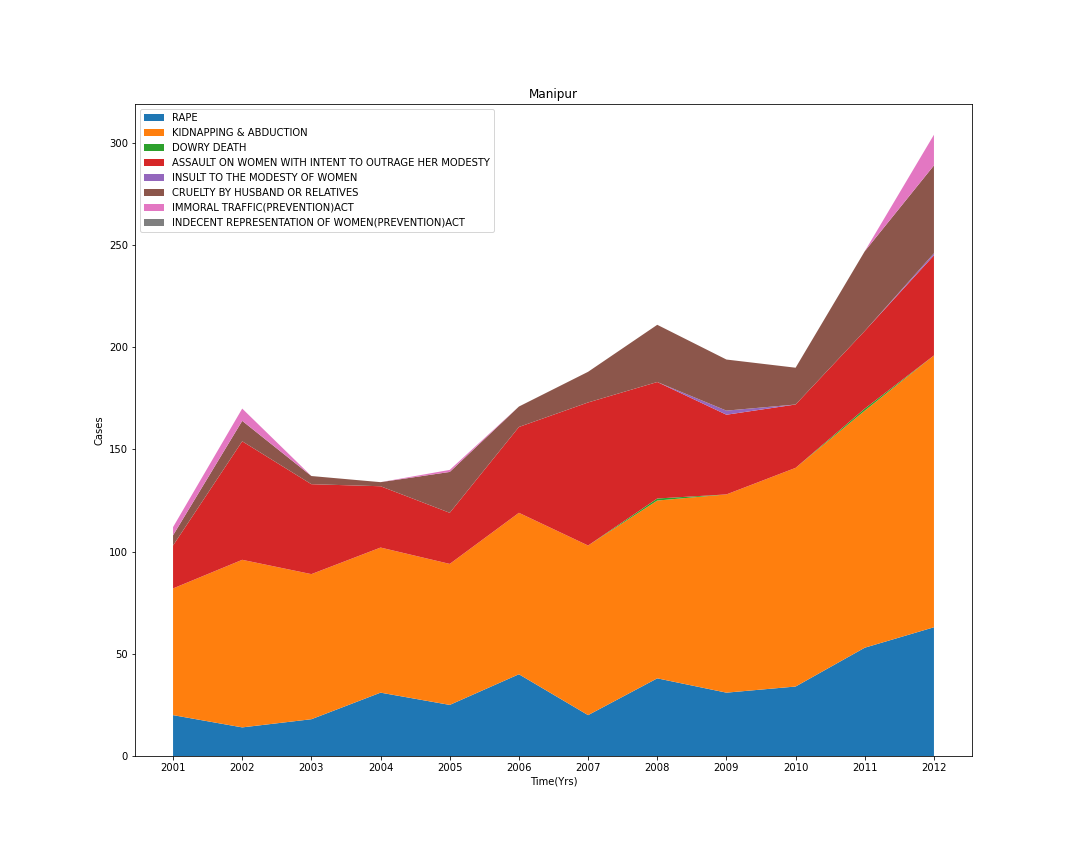 Manipur
RAPE
KIDNAPPING & ABDUCTION
DOWRY DEATH
ASSAULT ON WOMEN WITH INTENT TO OUTRAGE HER MODESTY
INSULT TO THE MODESTY OF WOMEN
CRUELTY BY HUSBAND OR RELATIVES
IMMORAL TRAFFIC(PREVENTION)ACT
INDECENT REPRESENTATION OF WOMEN(PREVENTION)ACT
300
250
200
150
100
50
0
Cases
2001 2002 2003 2004 2005 2006 2007 2008 2009 2010 2011 2012
Time(Yrs)